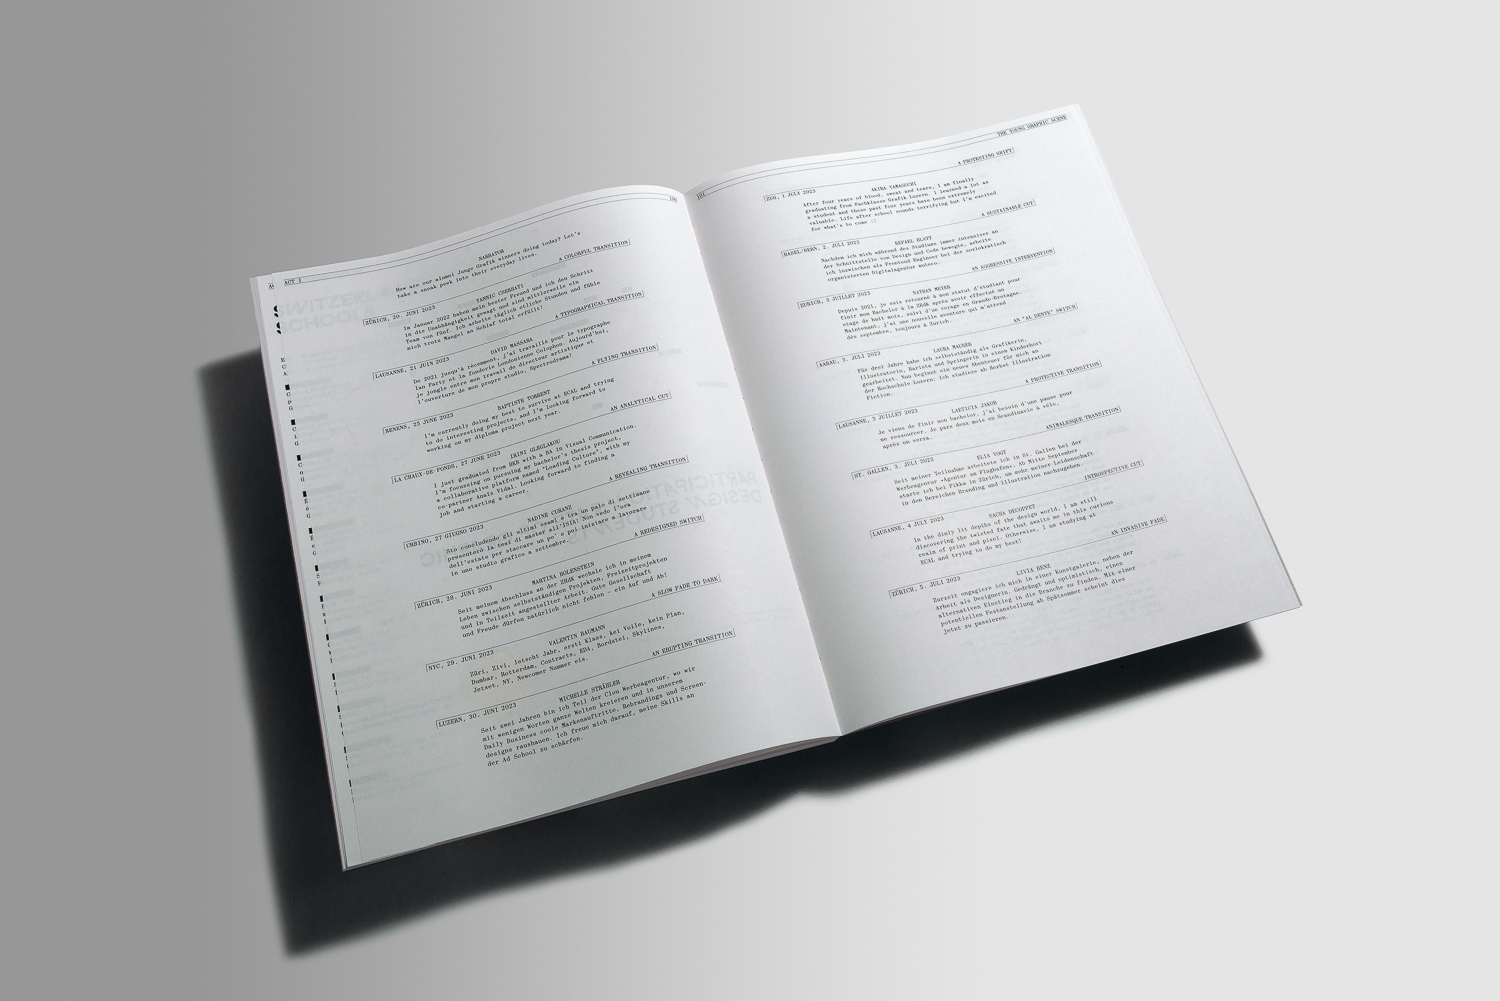 ACT I
NARRATOR
How are our alumni Junge Grafik winners doing today? Let's
take a sneak peek into their everyday lives.
A COLORFUL TRANSITION
ZÜRICH, 20. JUNI 2023
YANNIC
Im Januar 2022 haben mein bester Freund und ich den Schritt
in die Unabhängigkeit gewagt und sind mittlerweile ein
Team von fünf. Ich arbeite täglich etliche Stunden und fühle
mich trotz Mangel an Schlaf total erfüllt!
A TYPOGRAPHICAL TRANSITION
LAUSANNE, 21 JUIN 2023
DAVID MASSARA
De 2021 jusqu'à récemment, j'ai travaillé pour le typographe
Ian Party et la fonderie Londonienne Colophon. Aujourd'hui,
je jongle entre mon travail de directeur artistique et
l'ouverture de mon propre studio, Spectrodrama!
A FLYING TRANSITION
RENENS, 25 JUNE 2023
BAPTISTE TORRENT
I'm currently doing my best to survive at ECAL and trying
to do interesting projects, and I'm looking forward to
working on my diploma project next year.
AN ANALYTICAL CUT
LA CHAUX-DE-FONDS, 27 JUNE 2023
IRINI GLEGLAKOU
I just graduated from HKB with a BA in Visual Communication.
I'm focussing on pursuing my bachelor's thesis project,
a collaborative platform named "Loading Culture", with my
co-partner Anaïs Vidal. Looking forward to finding a
job and starting a career.
A REVEALING TRANSITION
URBINO, 27 GIUGNO 2023
NADINE CURANZ
Sto concludendo gli ultimi esami e tra un paio di settimane
presenterò la tesi di master all'ISIA! Non vedo l'ora
dell'estate per staccare un po' e poi iniziare a lavorare
in uno studio grafico a settembre.
A REDESIGNED SWITCH
ZÜRICH, 28. JUNI 2023
MARTINA HOLENSTEIN
Seit meinem Abschluss an der ZHdK wechsle ich in meinem
Leben zwischen selbstständigen Projekten, Freizeitprojekten
und in Teilzeit angestellter Arbeit. Gute Gesellschaft
und Freude dürfen natürlich nicht fehlen – ein Auf und Ab!
A SLOW FADE TO DARK
NYC, 29. JUNI 2023
VALENTIN BAUMANN
Züri, Zivi, letscht Jahr, ersti Klass, kei Volle, kein Plan,
Dumbar, Rotterdam, Contracts, EDA, Bordatei, Skylines,
Jetset, NY, Newcomer Nummer eis.
AN ERUPTING TRANSITION
LUZERN, 30. JUNI 2023
MICHELLE STRÄHLER
Seit zwei Jahren bin ich Teil der Clou Werbeagentur, wo wir
mit wenigen Worten ganze Welten kreieren und in unserem
Daily Business coole Markenauftritte, Rebrandings und Screen-
designs raushauen. Ich freue mich darauf, meine Skills an
der Ad School zu schärfen.
THE YOUNG GRAPHIC SCENE
A PROTESTING SHIFT
ZUG, 1 JULI 2023
AKIRA YAMAGUCHI
After four years of blood, sweat and tears, I am finally
graduating from Fachklasse Grafik Luzern. I learned a lot as
a student and these past four years have been extremely
valuable. Life after school sounds terrifying but I'm excited
for what's to come :)
A SUSTAINABLE CUT
BASEL/BERN, 2. JULI 2023
REFAEL BLATT
Nachdem ich mich während des Studiums immer intensiver an
der Schnittstelle von Design und Code bewegte, arbeite
ich inzwischen als Frontend Engineer bei der soziokratisch
organisierten Digitalagentur
AN AGGRESSIVE INTERVENTION
ZURICH, 3 JUILLET 2023
NATHAN MEYER
Depuis 2021, je suis retourné à mon statut d'étudiant pour
finir mon Bachelor à la ZHdK après avoir effectué un
stage de huit mois, suivi d'un voyage en Grande-Bretagne.
Maintenant, j'ai une nouvelle aventure qui m'attend
dès septembre, toujours à Zurich.
AN "AL DENTE" SWITCH
AARAU, 3. JULI 2023
LAURA MAURER
Für drei Jahre habe ich selbstständig als Grafikerin,
Illustratorin, Barista und Springerin in einem Kinderhort
gearbeitet. Nun beginnt ein neues Abenteuer für mich an
der Hochschule Luzern: Ich studiere ab Herbst Illustration
Fiction.
A PROTECTIVE TRANSITION
LAUSANNE, 3 JUILLET 2023
LAETICIA JAKOB
Je viens de finir mon bachelor, j'ai besoin d'une pause pour
me ressourcer. Je pars deux mois en Scandinavie à vélo,
après on verra.
ANIMALESQUE TRANSITION
ST. GALLEN, 3. JULI 2023
ELIA VOGT
Seit meiner Teilnahme arbeitete ich in St. Gallen bei der
Werbeagentur «Agentur am Flughafen». Ab Mitte September
starte ich bei Pikka in Zürich, um mehr meiner Leidenschaft
in den Bereichen Branding und Illustration nachzugehen.
INTROSPECTIVE CUT
LAUSANNE, 4 JULY 2023
SACHA DECOPPET
In the dimly lit depths of the design world, I am still
discovering the twisted fate that awaits me in this curious
realm of print and pixel. Otherwise, I am studying at
ECAL and trying to do my best!
AN INVASIVE FADE
ZÜRICH, 5. JULI 2023
LIVIA BENZ
Kurzzeit engagiere ich mich in einer Kunstgalerie, neben der
Arbeit als Designerin. Gedrängt und optimistisch, einen
alternativen Einstieg in die Branche zu finden. Mit einer
potentiellen Festanstellung ab Spätsommer scheint dies
jetzt zu passieren.